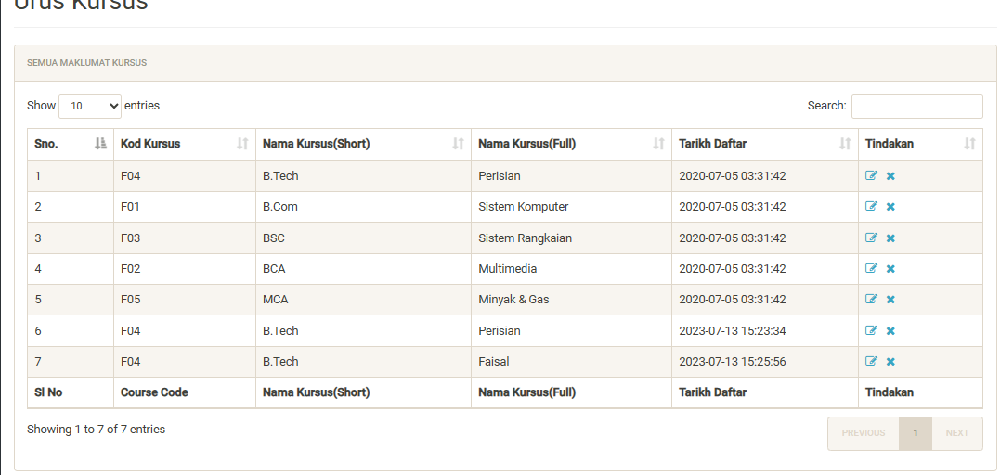 Urus Kursus
SEMUA MAKLUMAT KURSUS
Show 10 entries Search:
Sno. Kod Kursus Nama Kursus(Short) Nama Kursus(Full) Tarikh Daftar Tindakan
1 F04 B.Tech Perisian 2020-07-05 03:31:42
2 F01 B.Com Sistem Komputer 2020-07-05 03:31:42
3 F03 BSC Sistem Rangkaian 2020-07-05 03:31:42
4 F02 BCA Multimedia 2020-07-05 03:31:42
5 F05 MCA Minyak & Gas 2020-07-05 03:31:42
6 F04 B.Tech Perisian 2023-07-13 15:23:34
7 F04 B.Tech Faisal 2023-07-13 15:25:56
Sl No Course Code Nama Kursus(Short) Nama Kursus(Full) Tarikh Daftar Tindakan
Showing 1 to 7 of 7 entries PREVIOUS 1 NEXT